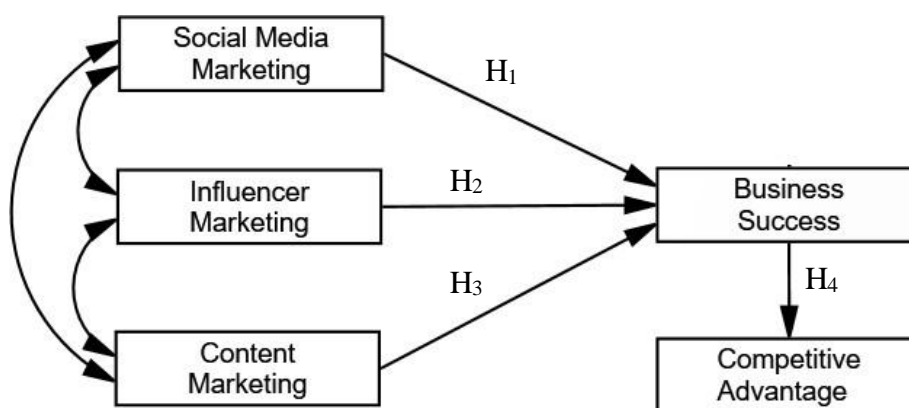 Social Media
Marketing
H₁
Influencer
Marketing
H₂
Business
Success
H₃
H₄
Content
Marketing
Competitive
Advantage